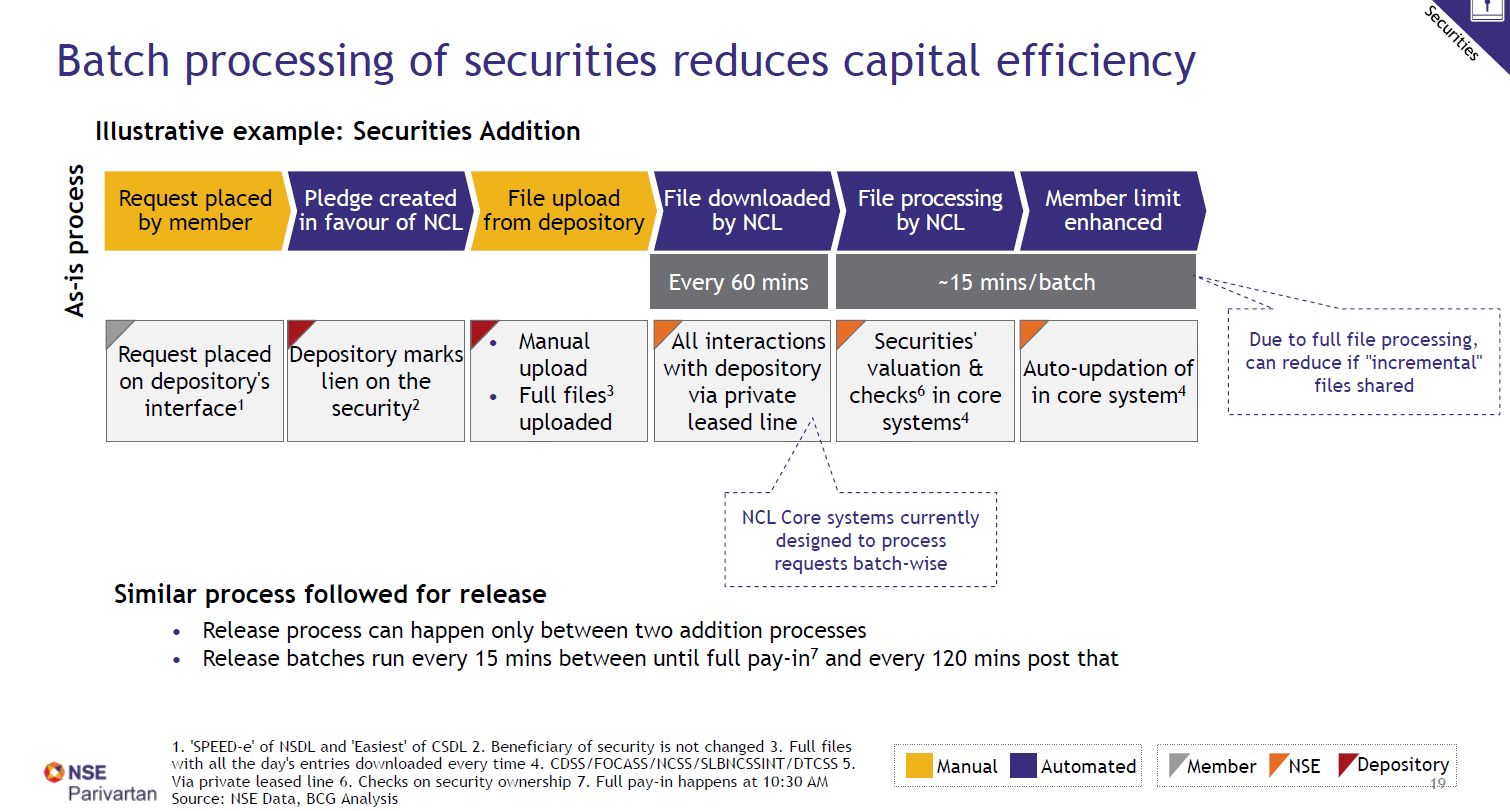 Securities
Batch processing of securities reduces capital efficiency
Illustrative example: Securities Addition
As-is process
Request placed
by member
Pledge created
in favour of NCL
File upload
from depository
File downloaded
by NCL
File processing
by NCL
Member limit
enhanced
Every 60 mins
~15 mins/batch
Request placed
on depository's
interface¹
Depository marks
lien on the
security²
• Manual
upload
• Full files³
uploaded
All interactions
with depository
via private
leased line
Securities'
valuation &
checks⁶ in core
systems⁴
Auto-updation of
in core system⁴
Due to full file processing,
can reduce if "incremental"
files shared
NCL Core systems currently
designed to process
requests batch-wise
Similar process followed for release
• Release process can happen only between two addition processes
• Release batches run every 15 mins between until full pay-in⁷ and every 120 mins post that
1. 'SPEED-e' of NSDL and 'Easiest' of CSDL 2. Beneficiary of security is not changed 3. Full files
with all the day's entries downloaded every time 4. CDSS/FOCASS/NCSS/SLBNCSSINT/DTCSS 5.
Via private leased line 6. Checks on security ownership 7. Full pay-in happens at 10:30 AM
Source: NSE Data, BCG Analysis
NSE
Parivartan
Manual
Automated
Member
NSE
Depository
19